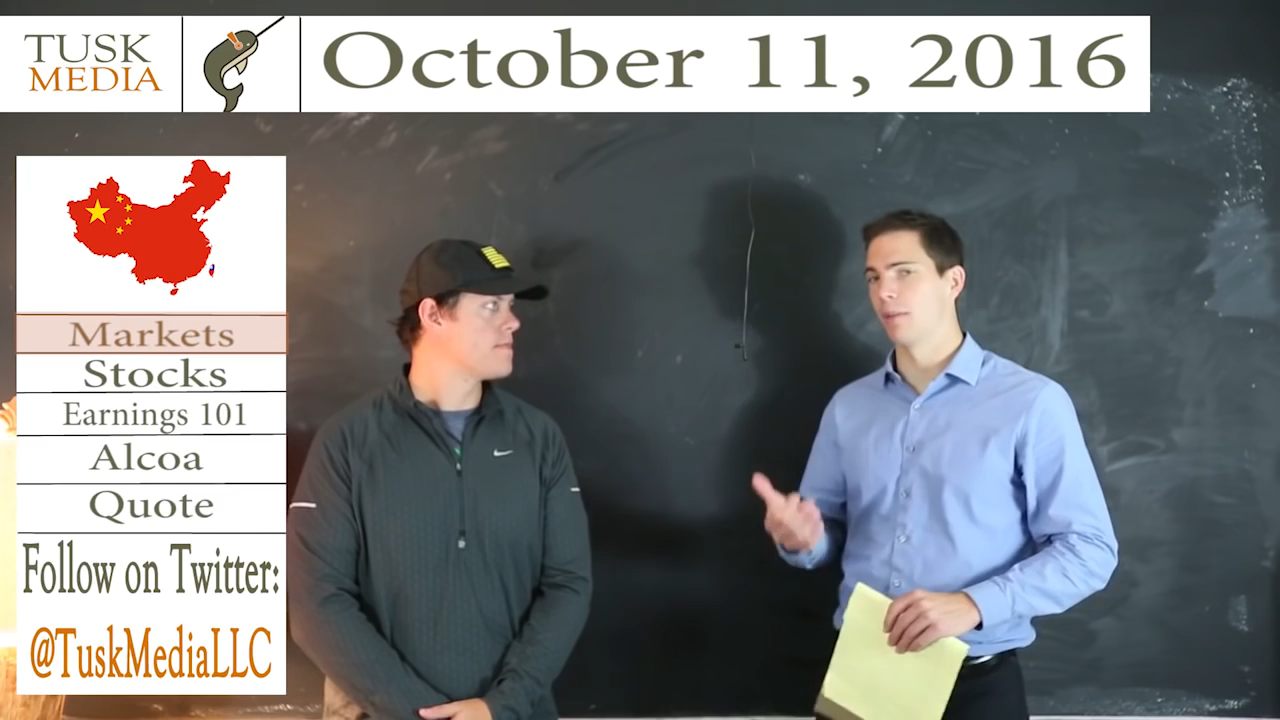 TUSK
MEDIA
October 11, 2016
Markets
Stocks
Earnings 101
Alcoa
Quote
Follow on Twitter:
@TuskMediaLLC